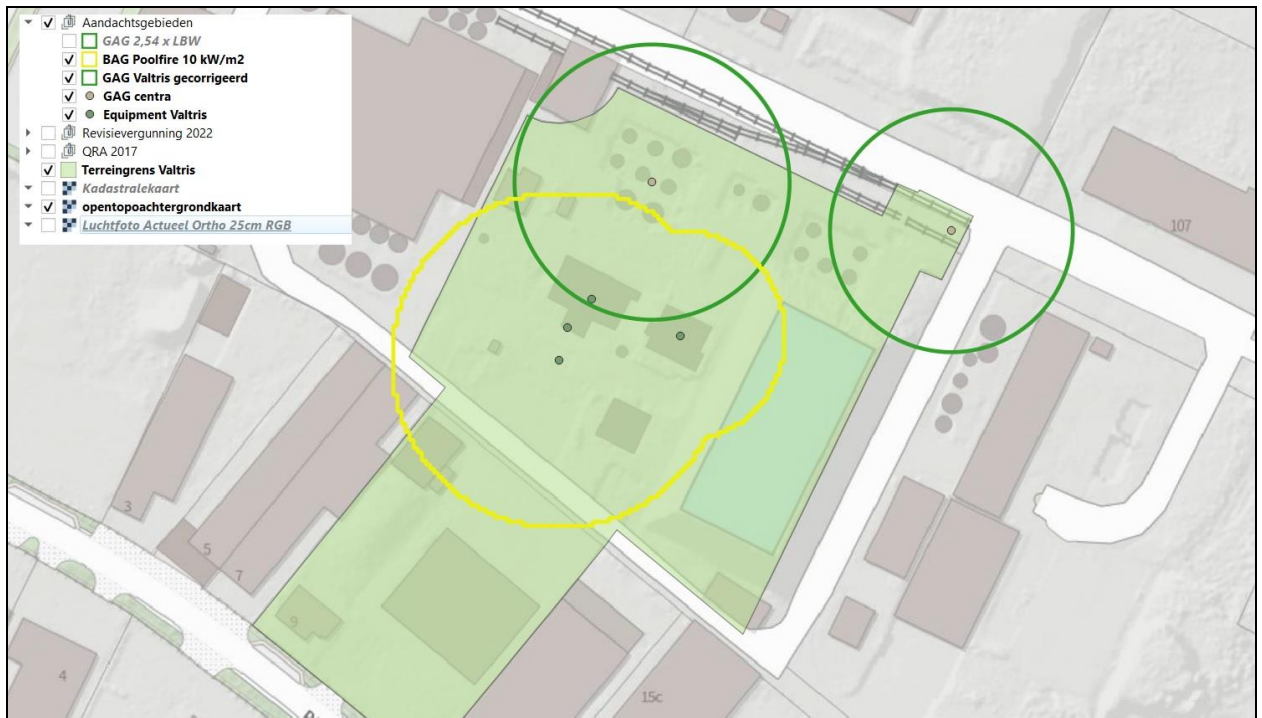 Aandachtsgebieden
GAG 2,54 x LBW
BAG Poolfire 10 kW/m2
GAG Valtris gecorrigeerd
GAG centra
Equipment Valtris
Revisievergunning 2022
QRA 2017
Terreingrens Valtris
Kadastralekaart
opentopoachtergrondkaart
Luchtfoto Actueel Ortho 25cm RGB
107
3
5
7
9
4
15c